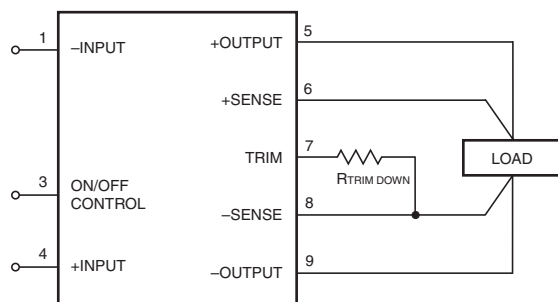 1
–INPUT
+OUTPUT
5
+SENSE
6
TRIM
7
RTRIM DOWN
LOAD
3
ON/OFF
CONTROL
–SENSE
8
4
+INPUT
–OUTPUT
9